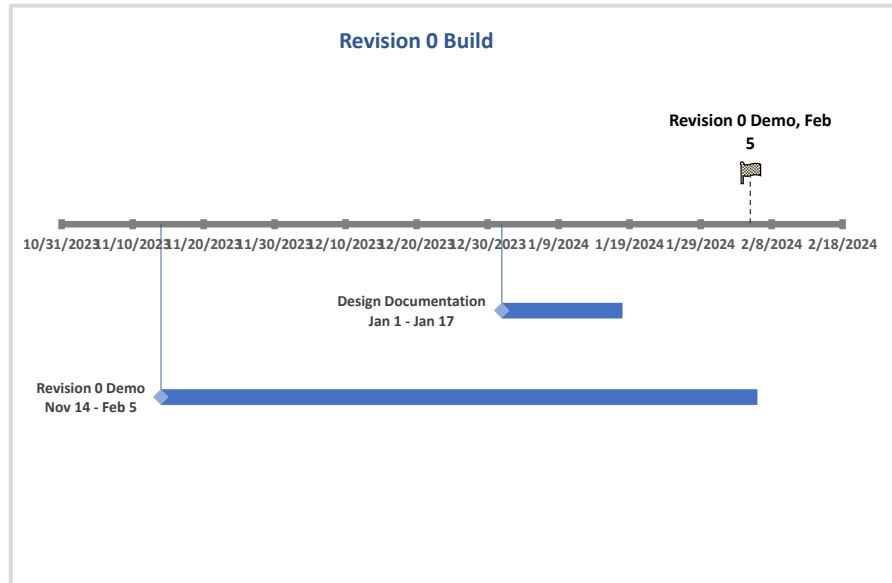 Revision 0 Build
Revision 0 Demo, Feb
5
10/31/2023 11/10/2023 11/20/2023 11/30/2023 12/10/2023 12/20/2023 12/30/2023 1/9/2024 1/19/2024 1/29/2024 2/8/2024 2/18/2024
Design Documentation
Jan 1 - Jan 17
Revision 0 Demo
Nov 14 - Feb 5